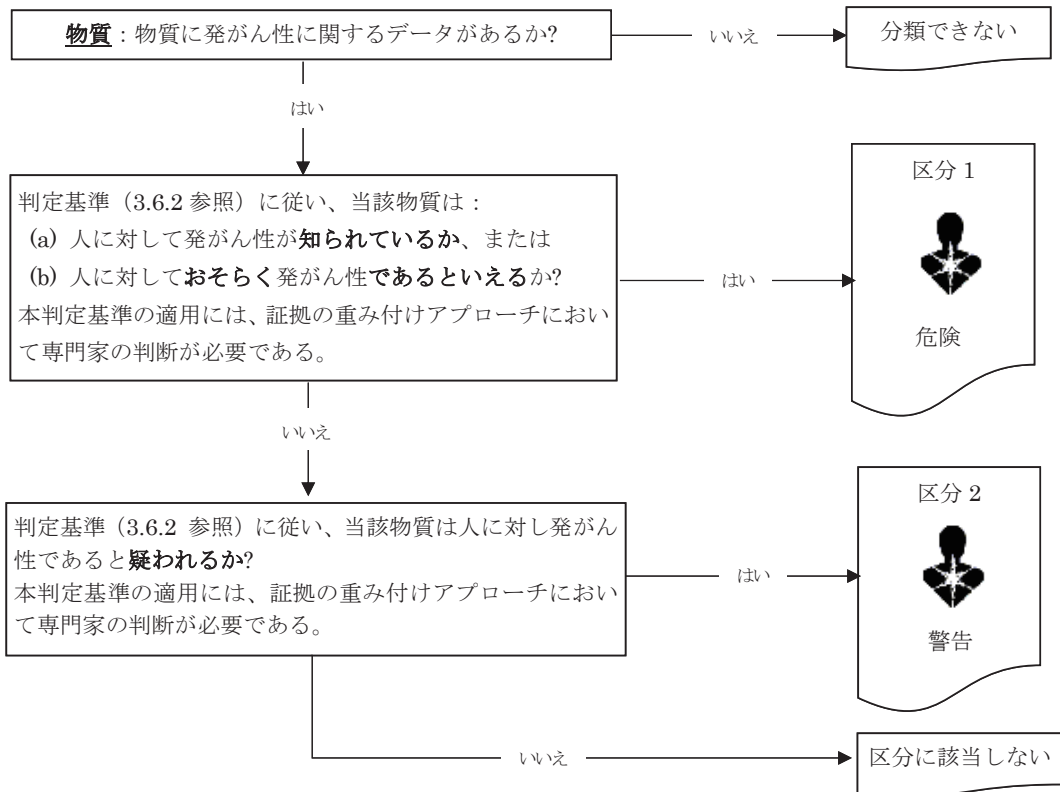 物質：物質に発がん性に関するデータがあるか?
いいえ
分類できない
はい
判定基準（3.6.2 参照）に従い、当該物質は：
(a) 人に対して発がん性が知られているか、または
(b) 人に対しておそらく発がん性であるといえるか?
本判定基準の適用には、証拠の重み付けアプローチにおい
て専門家の判断が必要である。
はい
区分 1
危険
いいえ
判定基準（3.6.2 参照）に従い、当該物質は人に対し発がん
性であると疑われるか?
本判定基準の適用には、証拠の重み付けアプローチにおい
て専門家の判断が必要である。
はい
区分 2
警告
いいえ
区分に該当しない